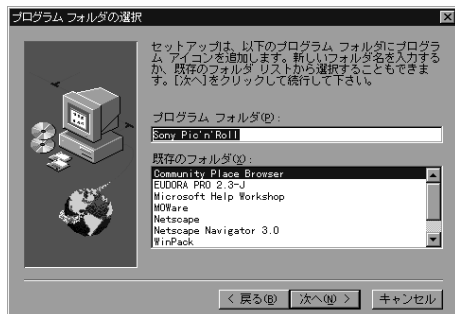 プログラム フォルダの選択
セットアップは、以下のプログラム フォルダにプログラ
ム アイコンを追加します。新しいフォルダ名を入力する
か、既存のフォルダ リストから選択することもできま
す。[次へ]をクリックして続行して下さい。
プログラム フォルダ(P):
Sony Pic'n'Roll
既存のフォルダ(X):
Community Place Browser
EUDORA PRO 2.3-J
Microsoft Help Workshop
MOWare
Netscape
Netscape Navigator 3.0
WinPack
< 戻る(B)
次へ(N) >
キャンセル